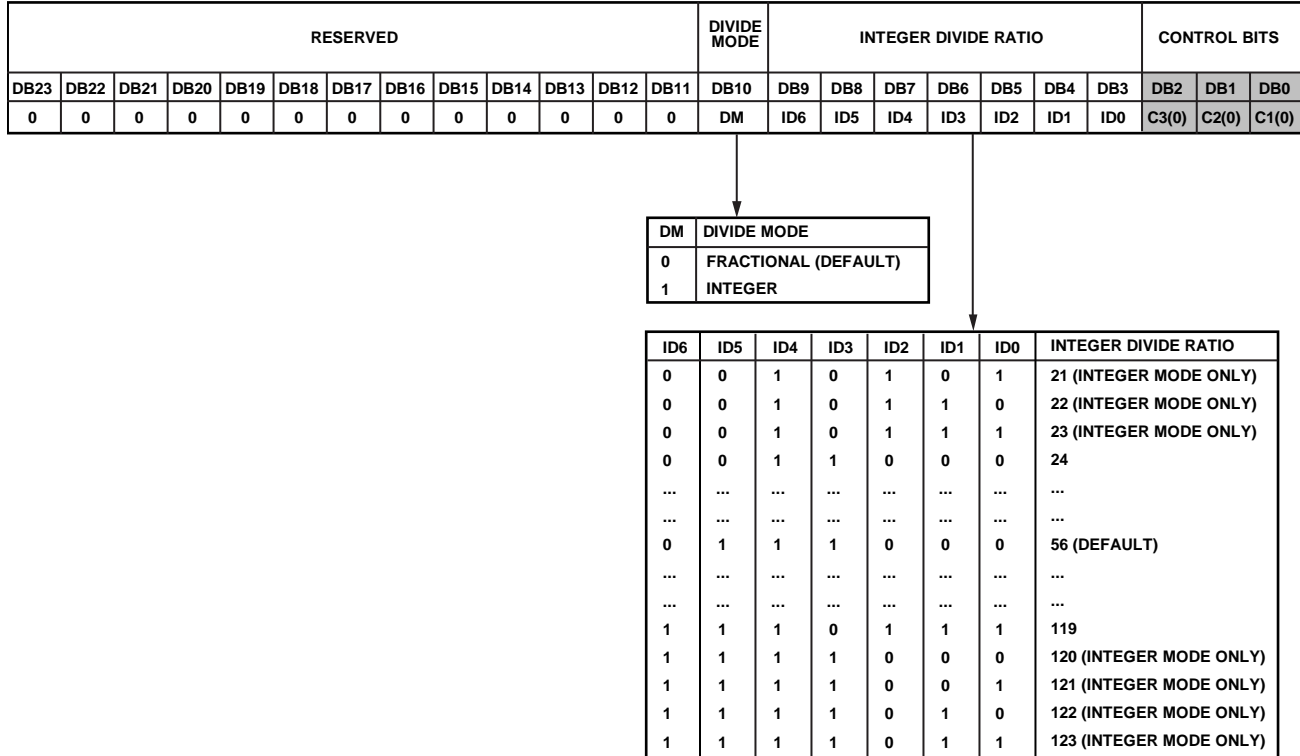 RESERVED DIVIDE MODE INTEGER DIVIDE RATIO CONTROL BITS
DB23 DB22 DB21 DB20 DB19 DB18 DB17 DB16 DB15 DB14 DB13 DB12 DB11 DB10 DB9 DB8 DB7 DB6 DB5 DB4 DB3 DB2 DB1 DB0
0 0 0 0 0 0 0 0 0 0 0 0 0 DM ID6 ID5 ID4 ID3 ID2 ID1 ID0 C3(0) C2(0) C1(0)
DM DIVIDE MODE
0 FRACTIONAL (DEFAULT)
1 INTEGER
ID6 ID5 ID4 ID3 ID2 ID1 ID0 INTEGER DIVIDE RATIO
0 0 1 0 1 0 1 21 (INTEGER MODE ONLY)
0 0 1 0 1 1 0 22 (INTEGER MODE ONLY)
0 0 1 0 1 1 1 23 (INTEGER MODE ONLY)
0 0 1 1 0 0 0 24
... ... ... ... ... ... ... ...
... ... ... ... ... ... ... ...
0 1 1 1 0 0 0 56 (DEFAULT)
... ... ... ... ... ... ... ...
... ... ... ... ... ... ... ...
1 1 1 0 1 1 1 119
1 1 1 1 0 0 0 120 (INTEGER MODE ONLY)
1 1 1 1 0 0 1 121 (INTEGER MODE ONLY)
1 1 1 1 0 1 0 122 (INTEGER MODE ONLY)
1 1 1 1 0 1 1 123 (INTEGER MODE ONLY)